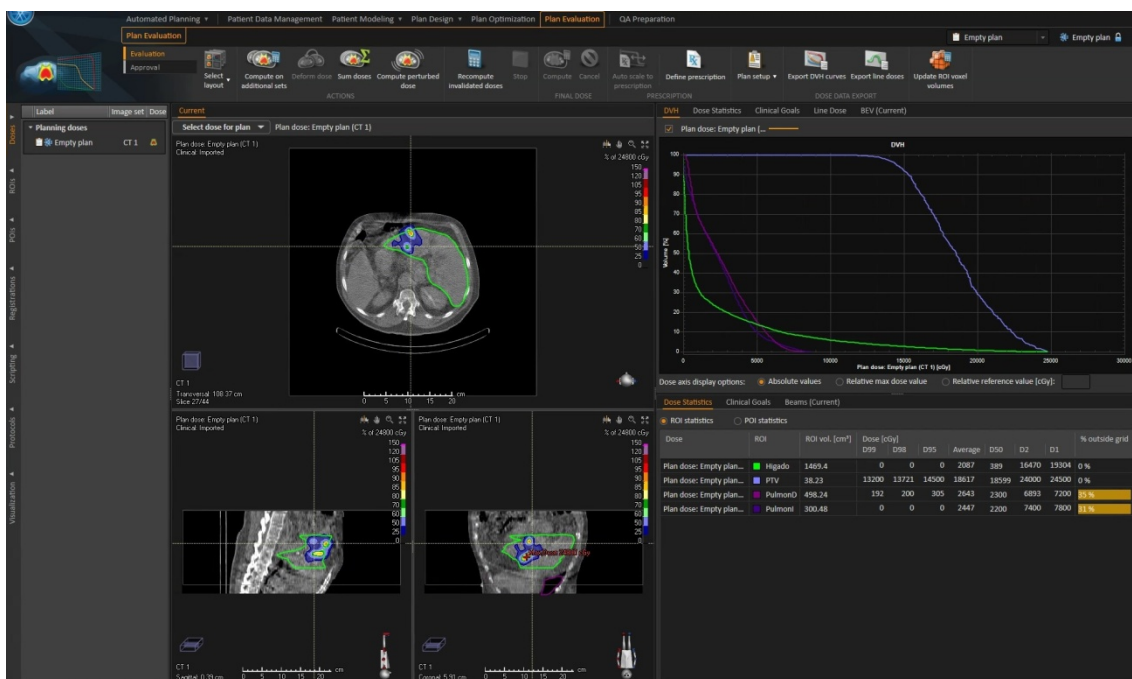 Automated Planning Patient Data Management Patient Modeling Plan Design Plan Optimization Plan Evaluation QA Preparation
Plan Evaluation
Empty plan Empty plan
Evaluation
Approval
Select layout
Compute on additional sets
Deform dose
Sum doses
Compute perturbed dose
Recompute invalidated doses
Stop
Compute
Cancel
Auto scale to prescription
Define prescription
Plan setup
Export DVH curves
Export line doses
Update ROI voxel volumes
ACTIONS FINAL DOSE PRESCRIPTION DOSE DATA EXPORT
Doses
ROIs
POIs
Registrations
Scripting
Protocols
Visualization
Label Image set Dose
Planning doses
Empty plan CT 1
Current
Select dose for plan Plan dose: Empty plan (CT 1)
Plan dose: Empty plan (CT 1)
Clinical: Imported
% of 24800 cGy
150
120
105
95
90
85
80
70
60
50
25
0
CT 1
Transversal: 108.37 cm
Slice 27/44
0 5 10 15 20 cm
Plan dose: Empty plan (CT 1)
Clinical: Imported
% of 24800 cGy
150
120
105
95
90
85
80
70
60
50
25
0
CT 1
Sagittal: 0.39 cm
0 5 10 15 20 cm
Plan dose: Empty plan (CT 1)
Clinical: Imported
% of 24800 cGy
150
120
105
95
90
85
80
70
60
50
25
0
CT 1
Coronal: 5.91 cm
0 5 10 15 20 cm
DVH Dose Statistics Clinical Goals Line Dose BEV (Current)
Plan dose: Empty plan (...
DVH
Volume [%]
100
90
80
70
60
50
40
30
20
10
0
0 5000 10000 15000 20000 25000 30000
Plan dose: Empty plan (CT 1) [cGy]
Dose axis display options: Absolute values Relative max dose value Relative reference value [cGy]:
Dose Statistics Clinical Goals Beams (Current)
ROI statistics POI statistics
Dose ROI ROI vol. [cm³] Dose [cGy] % outside grid
D99 D98 D95 Average D50 D2 D1
Plan dose: Empty plan... Higado 1469.4 0 0 0 2087 389 16470 19304 0 %
Plan dose: Empty plan... PTV 38.23 13200 13721 14500 18617 18599 24000 24500 0 %
Plan dose: Empty plan... PulmonD 498.24 192 200 305 2643 2300 6893 7200 35 %
Plan dose: Empty plan... PulmonI 300.48 0 0 0 2447 2200 7400 7800 31 %